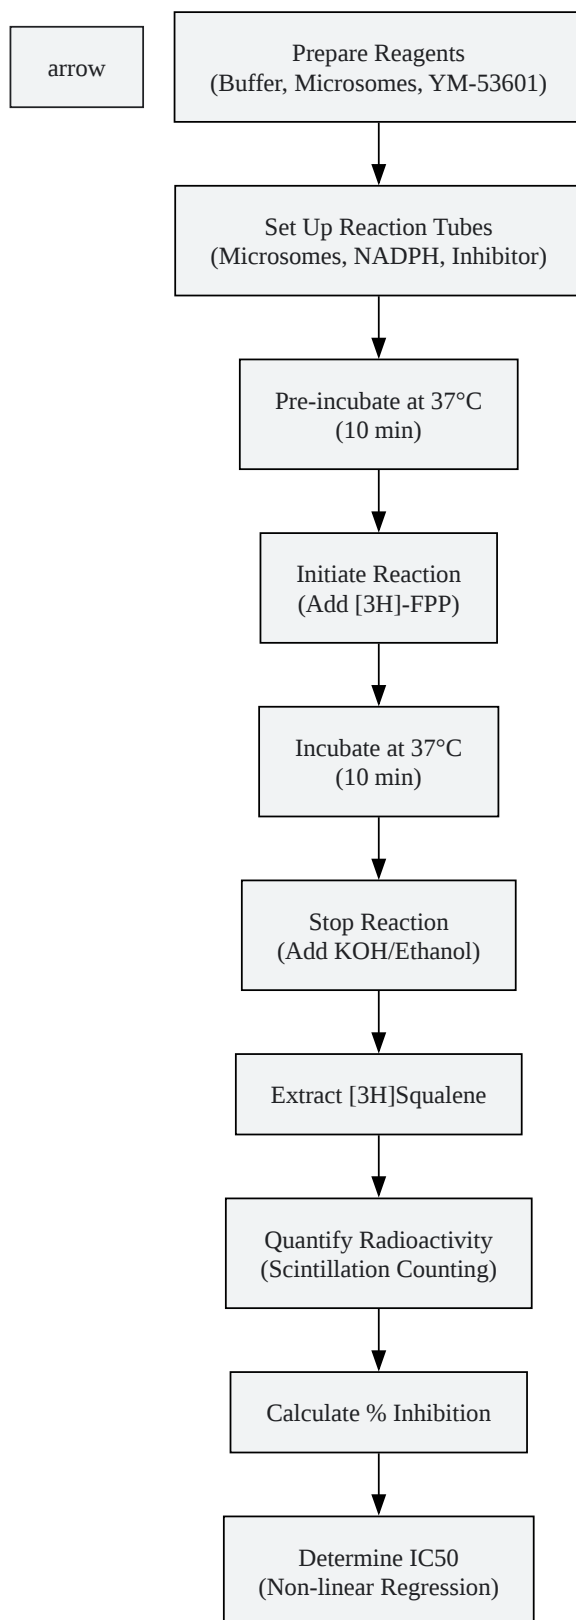 arrow
Prepare Reagents
(Buffer, Microsomes, YM-53601)
Set Up Reaction Tubes
(Microsomes, NADPH, Inhibitor)
Pre-incubate at 37°C
(10 min)
Initiate Reaction
(Add [3H]-FPP)
Incubate at 37°C
(10 min)
Stop Reaction
(Add KOH/Ethanol)
Extract [3H]Squalene
Quantify Radioactivity
(Scintillation Counting)
Calculate % Inhibition
Determine IC50
(Non-linear Regression)